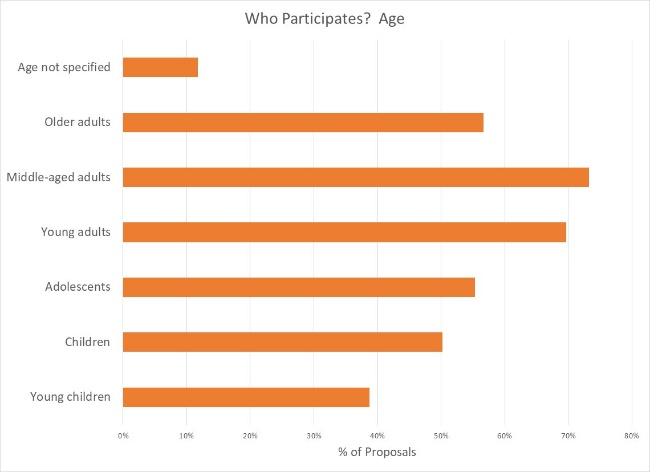 Who Participates?  Age
Age not specified
Older adults
Middle-aged adults
Young adults
Adolescents
Children
Young children
0% 10% 20% 30% 40% 50% 60% 70% 80%
% of Proposals